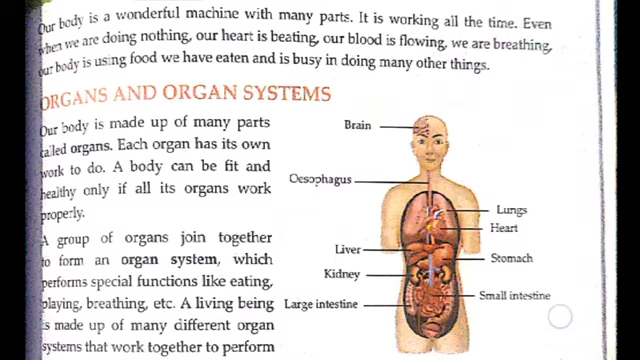 Our body is a wonderful machine with many parts. It is working all the time. Even
when we are doing nothing, our heart is beating, our blood is flowing, we are breathing,
our body is using food we have eaten and is busy in doing many other things.
ORGANS AND ORGAN SYSTEMS
Our body is made up of many parts
called organs. Each organ has its own
work to do. A body can be fit and
healthy only if all its organs work
properly.
A group of organs join together
to form an organ system, which
performs special functions like eating,
playing, breathing, etc. A living being
is made up of many different organ
systems that work together to perform
Brain
Oesophagus
Lungs
Heart
Liver
Stomach
Kidney
Small intestine
Large intestine